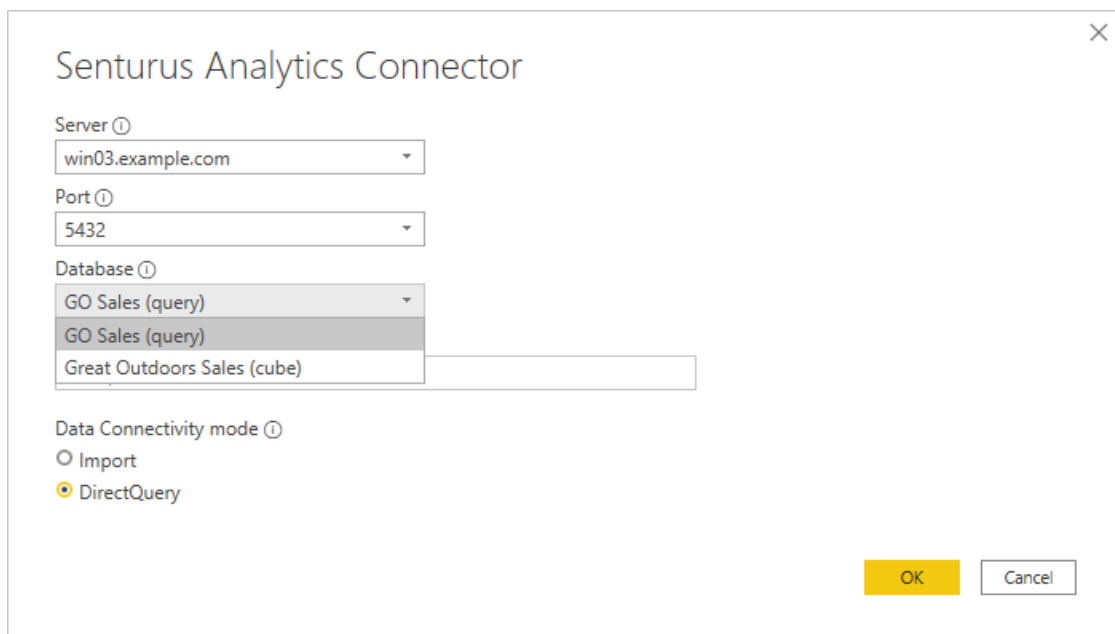 Senturus Analytics Connector
Server
win03.example.com
Port
5432
Database
GO Sales (query)
GO Sales (query)
Great Outdoors Sales (cube)
Data Connectivity mode
Import
DirectQuery
OK
Cancel